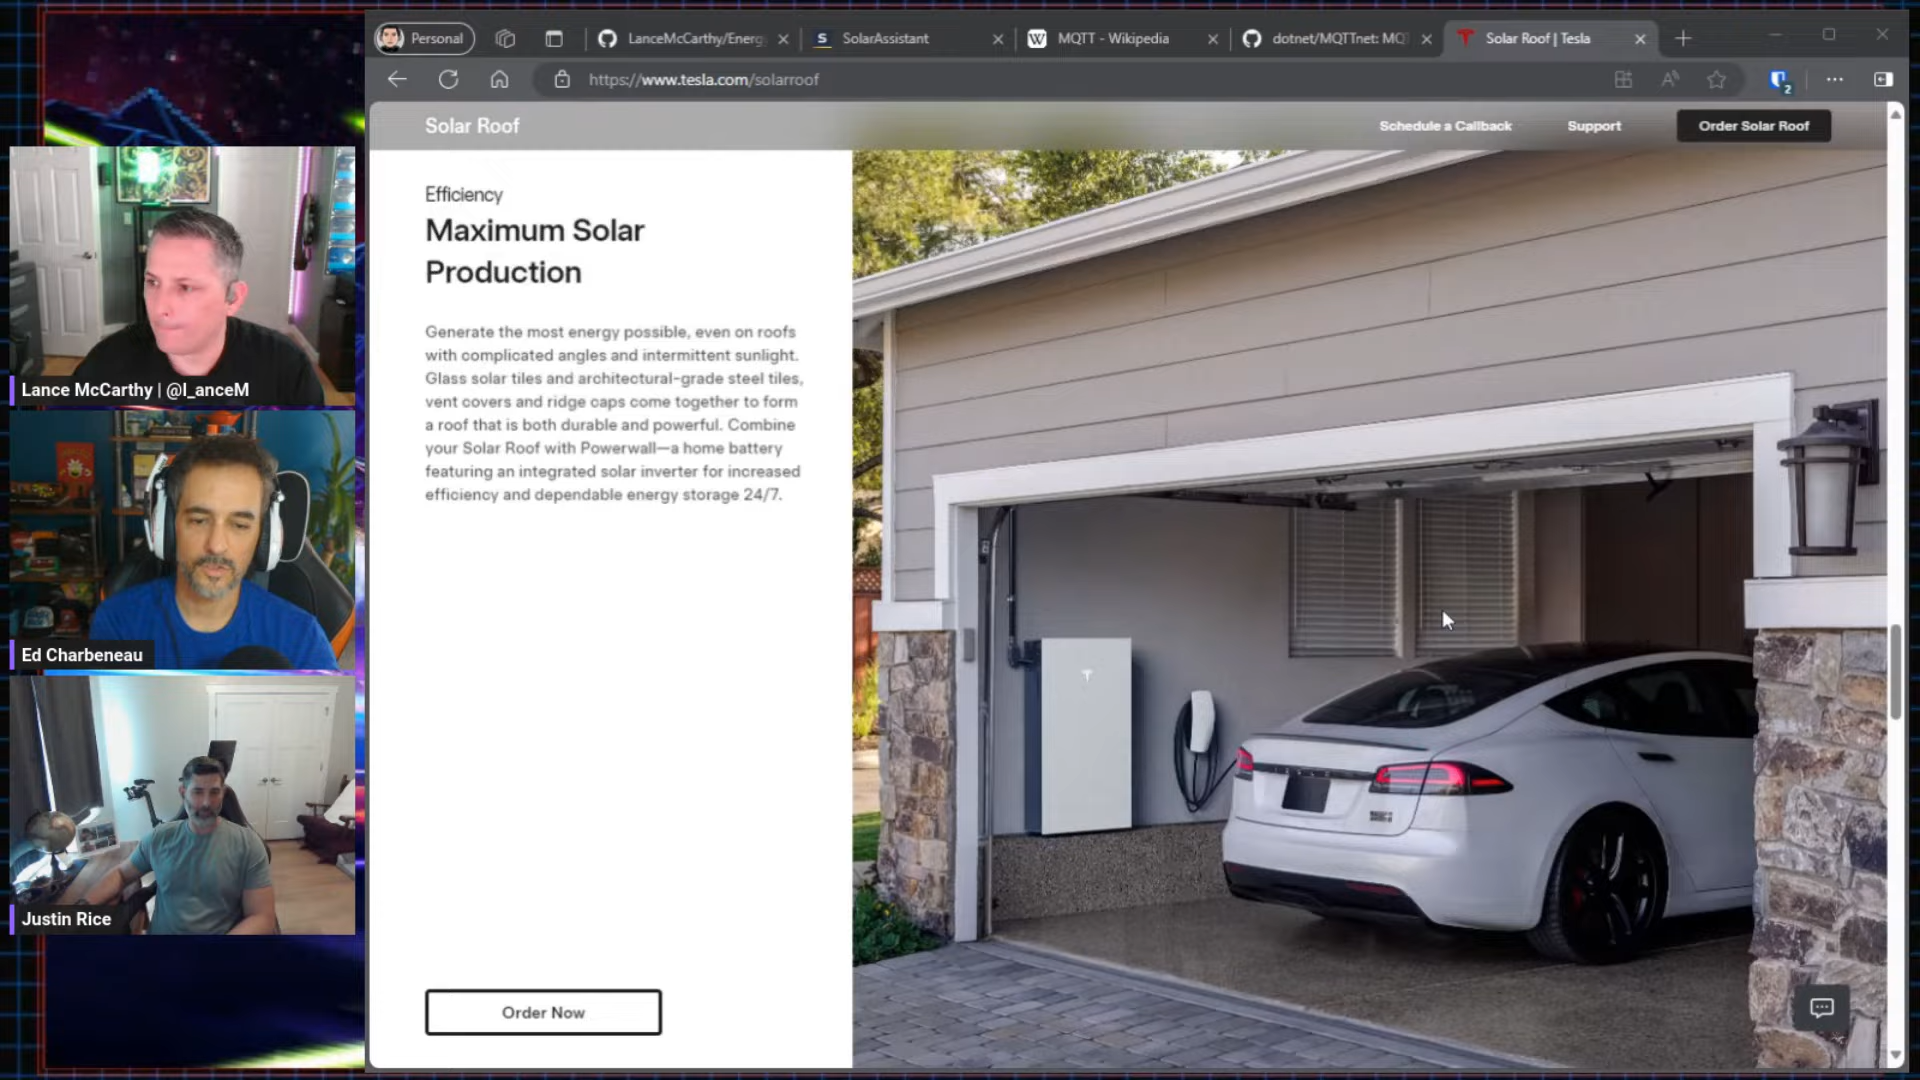 Personal
LanceMcCarthy/Energ
SolarAssistant
MQTT - Wikipedia
dotnet/MQTTnet: MQ
Solar Roof | Tesla
https://www.tesla.com/solarroof
2
Solar Roof
Schedule a Callback
Support
Order Solar Roof
Efficiency
Maximum Solar
Production
Generate the most energy possible, even on roofs
with complicated angles and intermittent sunlight.
Glass solar tiles and architectural-grade steel tiles,
vent covers and ridge caps come together to form
a roof that is both durable and powerful. Combine
your Solar Roof with Powerwall—a home battery
featuring an integrated solar inverter for increased
efficiency and dependable energy storage 24/7.
Order Now
Lance McCarthy | @l_anceM
Ed Charbeneau
Justin Rice